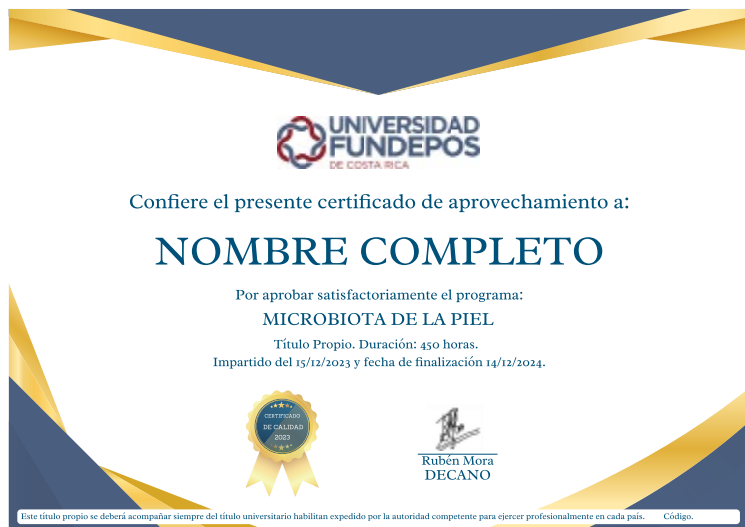 UNIVERSIDAD
FUNDEPOS
DE COSTA RICA
Confiere el presente certificado de aprovechamiento a:
NOMBRE COMPLETO
Por aprobar satisfactoriamente el programa:
MICROBIOTA DE LA PIEL
Título Propio. Duración: 450 horas.
Impartido del 15/12/2023 y fecha de finalización 14/12/2024.
CERTIFICADO
DE CALIDAD
2023
Rubén Mora
DECANO
Este título propio se deberá acompañar siempre del título universitario habilitan expedido por la autoridad competente para ejercer profesionalmente en cada país. Código.